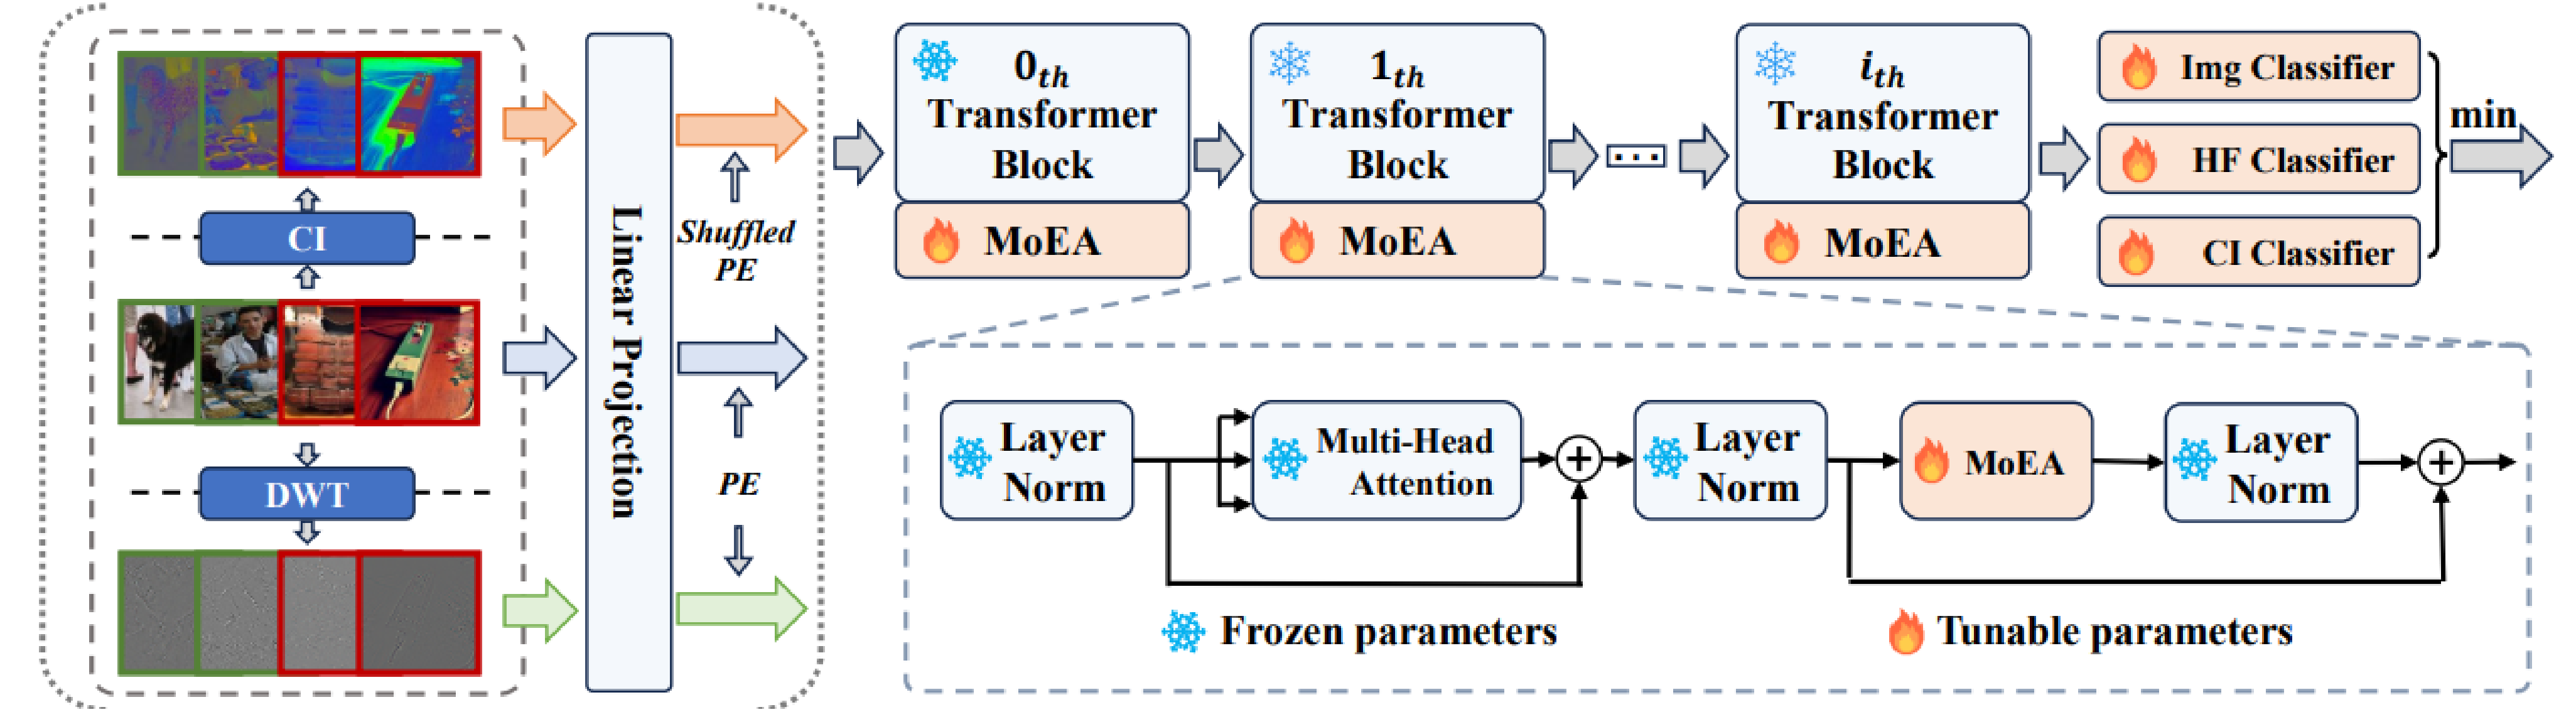 CI
DWT
Linear Projection
Shuffled
PE
PE
0th
Transformer
Block
MoEA
1th
Transformer
Block
MoEA
...
ith
Transformer
Block
MoEA
Img Classifier
HF Classifier
CI Classifier
min
Layer
Norm
Multi-Head
Attention
+
Layer
Norm
MoEA
Layer
Norm
+
Frozen parameters
Tunable parameters